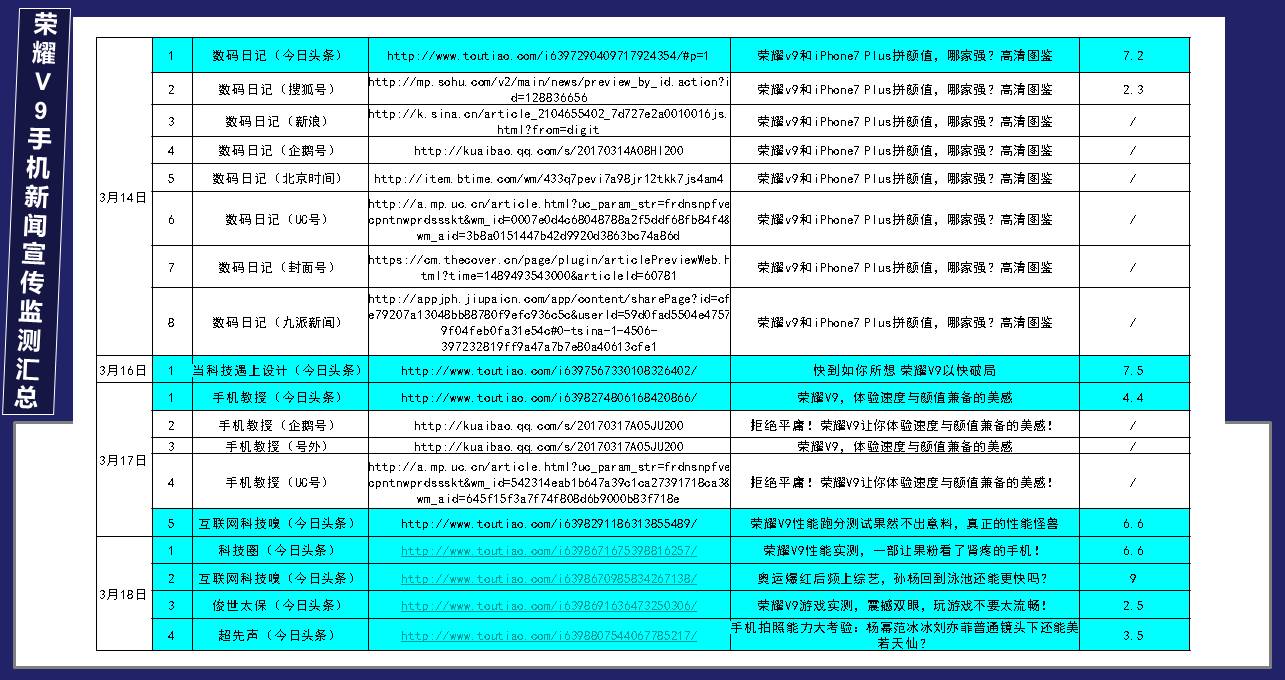 荣耀V9手机新闻宣传监测汇总
3月14日
1 数码日记（今日头条） http://www.toutiao.com/i6397290409717924354/#p=1 荣耀v9和iPhone7 Plus拼颜值，哪家强？高清图鉴 7.2
2 数码日记（搜狐号） http://mp.sohu.com/v2/main/news/preview_by_id.action?i
d=128836656 荣耀v9和iPhone7 Plus拼颜值，哪家强？高清图鉴 2.3
3 数码日记（新浪） http://k.sina.cn/article_2104655402_7d727e2a0010016js.
html?from=digit 荣耀v9和iPhone7 Plus拼颜值，哪家强？高清图鉴 /
4 数码日记（企鹅号） http://kuaibao.qq.com/s/20170314A08HI200 荣耀v9和iPhone7 Plus拼颜值，哪家强？高清图鉴 /
5 数码日记（北京时间） http://item.btime.com/wm/433q7pevi7a98jr12tkk7js4am4 荣耀v9和iPhone7 Plus拼颜值，哪家强？高清图鉴 /
6 数码日记（UC号） http://a.mp.uc.cn/article.html?uc_param_str=frdnsnpfve
cpntnwprdssskt&wm_id=0007e0d4c68048788a2f5ddf68fb84f48
wm_aid=3b8a0151447b42d9920d3863bc74a86d 荣耀v9和iPhone7 Plus拼颜值，哪家强？高清图鉴 /
7 数码日记（封面号） https://cm.thecover.cn/page/plugin/articlePreviewWeb.h
tml?time=1489493543000&articleId=60781 荣耀v9和iPhone7 Plus拼颜值，哪家强？高清图鉴 /
8 数码日记（九派新闻） http://appjph.jiupaicn.com/app/content/sharePage?id=cf
e79207a13048bb88780f9efc936c5c&userId=59d0fad5504e4757
9f04feb0fa31e54c#0-tsina-1-4506-
397232819ff9a47a7b7e80a40613cfe1 荣耀v9和iPhone7 Plus拼颜值，哪家强？高清图鉴 /
3月16日 1 当科技遇上设计（今日头条） http://www.toutiao.com/i6397567330108326402/ 快到如你所想 荣耀V9以快破局 7.5
3月17日
1 手机教授（今日头条） http://www.toutiao.com/i6398274806168420866/ 荣耀V9，体验速度与颜值兼备的美感 4.4
2 手机教授（企鹅号） http://kuaibao.qq.com/s/20170317A05JU200 拒绝平庸！荣耀V9让你体验速度与颜值兼备的美感！ /
3 手机教授（号外） http://kuaibao.qq.com/s/20170317A05JU200 荣耀V9，体验速度与颜值兼备的美感 /
4 手机教授（UC号） http://a.mp.uc.cn/article.html?uc_param_str=frdnsnpfve
cpntnwprdssskt&wm_id=542314eab1b647a39c1ca27391718ca38
wm_aid=645f15f3a7f74f808d6b9000b83f718e 拒绝平庸！荣耀V9让你体验速度与颜值兼备的美感！ /
5 互联网科技嗅（今日头条） http://www.toutiao.com/i6398291186313855489/ 荣耀V9性能跑分测试果然不出意料，真正的性能怪兽 6.6
3月18日
1 科技圈（今日头条） http://www.toutiao.com/i6398671675398816257/ 荣耀V9性能实测，一部让果粉看了肾疼的手机！ 6.6
2 互联网科技嗅（今日头条） http://www.toutiao.com/i6398670985834267138/ 奥运爆红后频上综艺，孙杨回到泳池还能更快吗？ 9
3 俊世太保（今日头条） http://www.toutiao.com/i6398691636473250306/ 荣耀V9游戏实测，震撼双眼，玩游戏不要太流畅！ 2.5
4 超先声（今日头条） http://www.toutiao.com/i6398807544067785217/ 手机拍照能力大考验：杨幂范冰冰刘亦菲普通镜头下还能美
若天仙？ 3.5